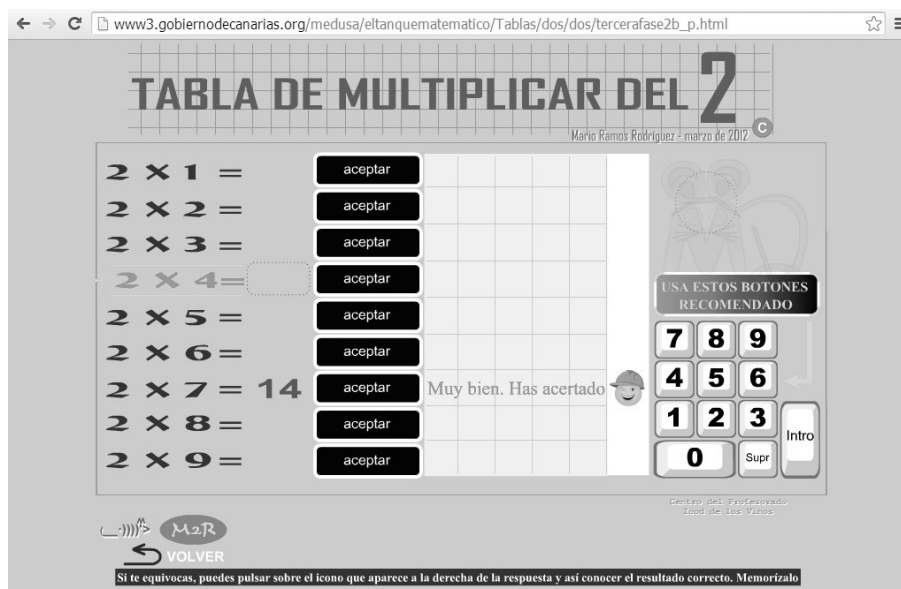 www3.gobiernodecanarias.org/medusa/eltanquematematico/Tablas/dos/dos/tercerafase2b_p.html
TABLA DE MULTIPLICAR DEL 2
Mario Ramos Rodríguez - marzo de 2012 C
2 × 1 = aceptar
2 × 2 = aceptar
2 × 3 = aceptar
2 × 4= aceptar
USA ESTOS BOTONES
RECOMENDADO
2 × 5 = aceptar
2 × 6= aceptar
2 × 7 = 14 aceptar Muy bien. Has acertado
2 × 8= aceptar
2 × 9= aceptar
7 8 9
4 5 6
1 2 3
Intro
0 Supr
Centro del Profesorado
Icod de los Vinos
(_.-)))^> M2R
VOLVER
Si te equivocas, puedes pulsar sobre el icono que aparece a la derecha de la respuesta y así conocer el resultado correcto. Memorízalo